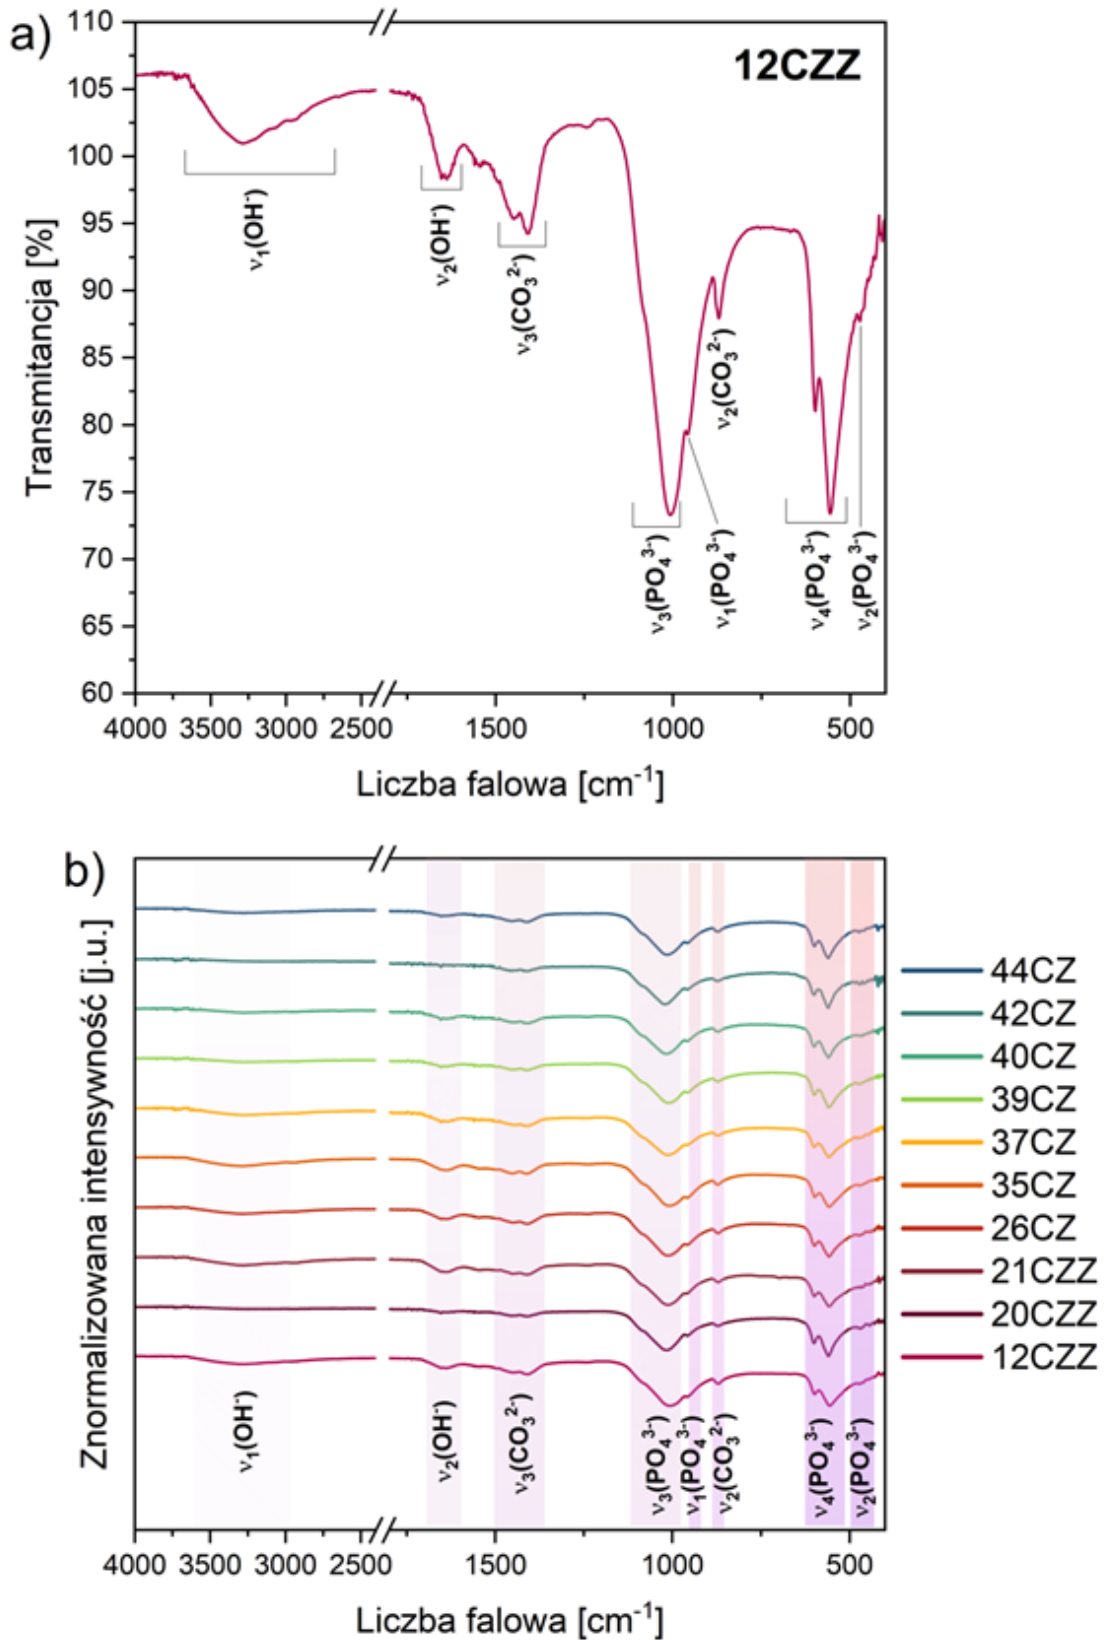 a)
12CZZ
Transmitancja [%]
110
105
100
95
90
85
80
75
70
65
60
ν₁(OH⁻)
ν₂(OH⁻)
ν₃(CO₃²⁻)
ν₃(PO₄³⁻)
ν₁(PO₄³⁻)
ν₂(CO₃²⁻)
ν₄(PO₄³⁻)
ν₂(PO₄³⁻)
4000 3500 3000 2500 1500 1000 500
Liczba falowa [cm⁻¹]
b)
Znormalizowana intensywność [j.u.]
44CZ
42CZ
40CZ
39CZ
37CZ
35CZ
26CZ
21CZZ
20CZZ
12CZZ
ν₁(OH⁻)
ν₂(OH⁻)
ν₃(CO₃²⁻)
ν₃(PO₄³⁻)
ν₁(PO₄³⁻)
ν₂(CO₃²⁻)
ν₄(PO₄³⁻)
ν₂(PO₄³⁻)
4000 3500 3000 2500 1500 1000 500
Liczba falowa [cm⁻¹]